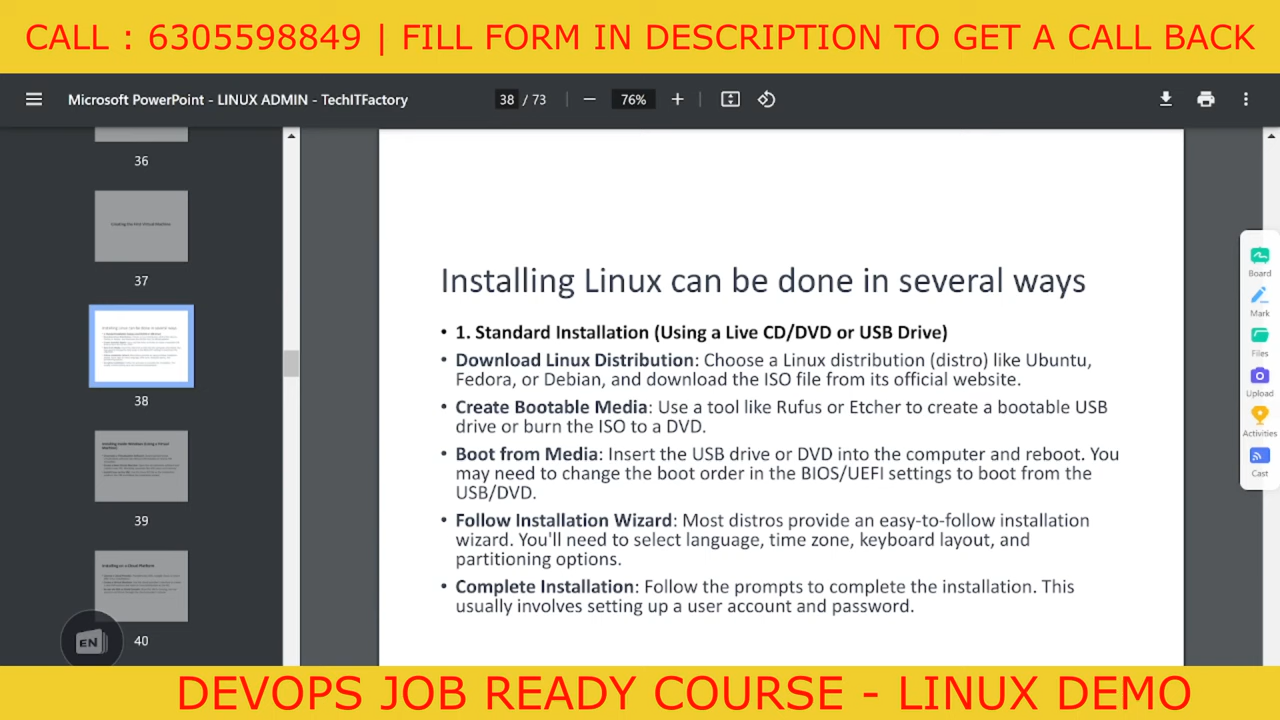 CALL : 6305598849 | FILL FORM IN DESCRIPTION TO GET A CALL BACK
Microsoft PowerPoint - LINUX ADMIN - TechITFactory
38 / 73
76%
36
Creating the First Virtual Machine
37
38
39
Installing on a Cloud Platform
40
EN
Installing Linux can be done in several ways
• 1. Standard Installation (Using a Live CD/DVD or USB Drive)
• Download Linux Distribution: Choose a Linux distribution (distro) like Ubuntu,
Fedora, or Debian, and download the ISO file from its official website.
• Create Bootable Media: Use a tool like Rufus or Etcher to create a bootable USB
drive or burn the ISO to a DVD.
• Boot from Media: Insert the USB drive or DVD into the computer and reboot. You
may need to change the boot order in the BIOS/UEFI settings to boot from the
USB/DVD.
• Follow Installation Wizard: Most distros provide an easy-to-follow installation
wizard. You'll need to select language, time zone, keyboard layout, and
partitioning options.
• Complete Installation: Follow the prompts to complete the installation. This
usually involves setting up a user account and password.
Board
Mark
Files
Upload
Activities
Cast
DEVOPS JOB READY COURSE - LINUX DEMO